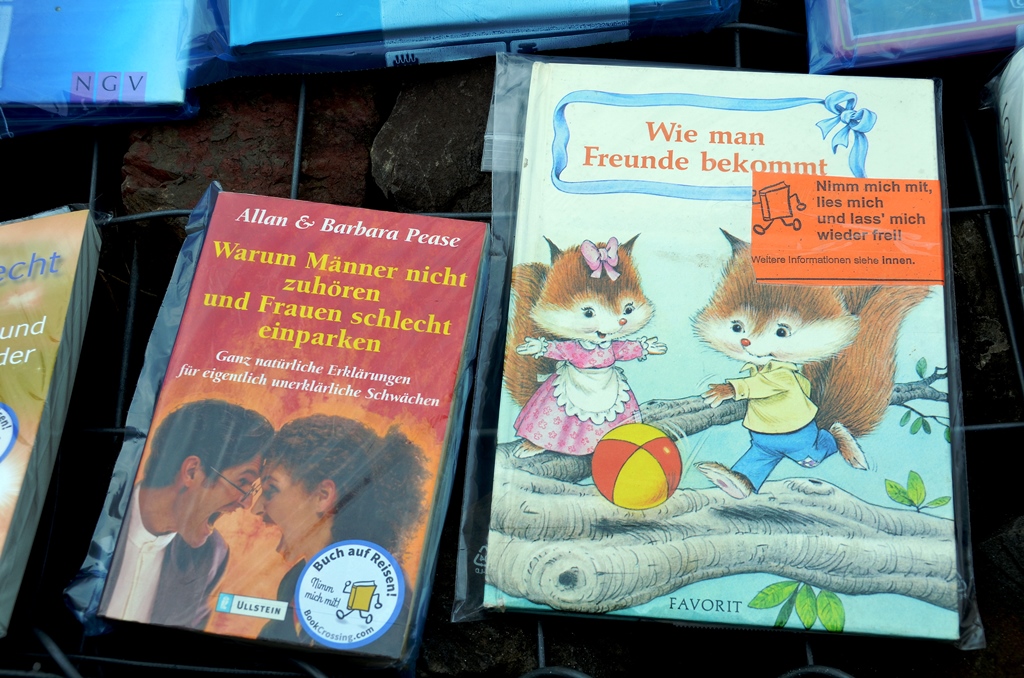 NGV
echt
und
der
Allan & Barbara Pease
Warum Männer nicht
zuhören
und Frauen schlecht
einparken
Ganz natürliche Erklärungen
für eigentlich unerklärliche Schwächen
ULLSTEIN
Buch auf Reisen!
Nimm
mich mit!
BookCrossing.com
Wie man
Freunde bekommt
Nimm mich mit,
lies mich
und lass' mich
wieder frei!
Weitere Informationen siehe innen.
FAVORIT